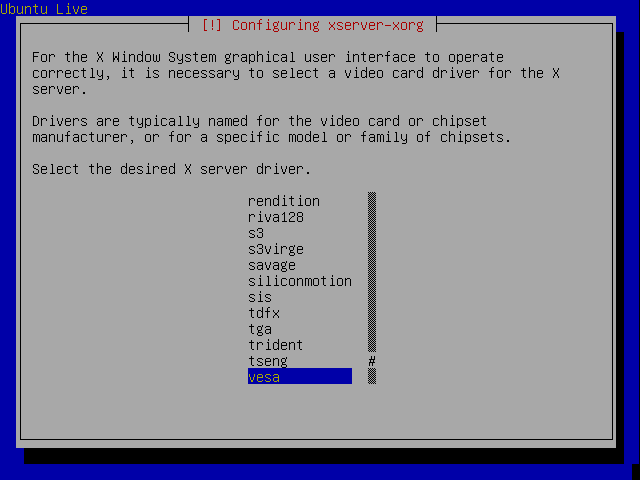 Ubuntu Live
[!] Configuring xserver-xorg
For the X Window System graphical user interface to operate
correctly, it is necessary to select a video card driver for the X
server.
Drivers are typically named for the video card or chipset
manufacturer, or for a specific model or family of chipsets.
Select the desired X server driver.
rendition
riva128
s3
s3virge
savage
siliconmotion
sis
tdfx
tga
trident
tseng #
vesa